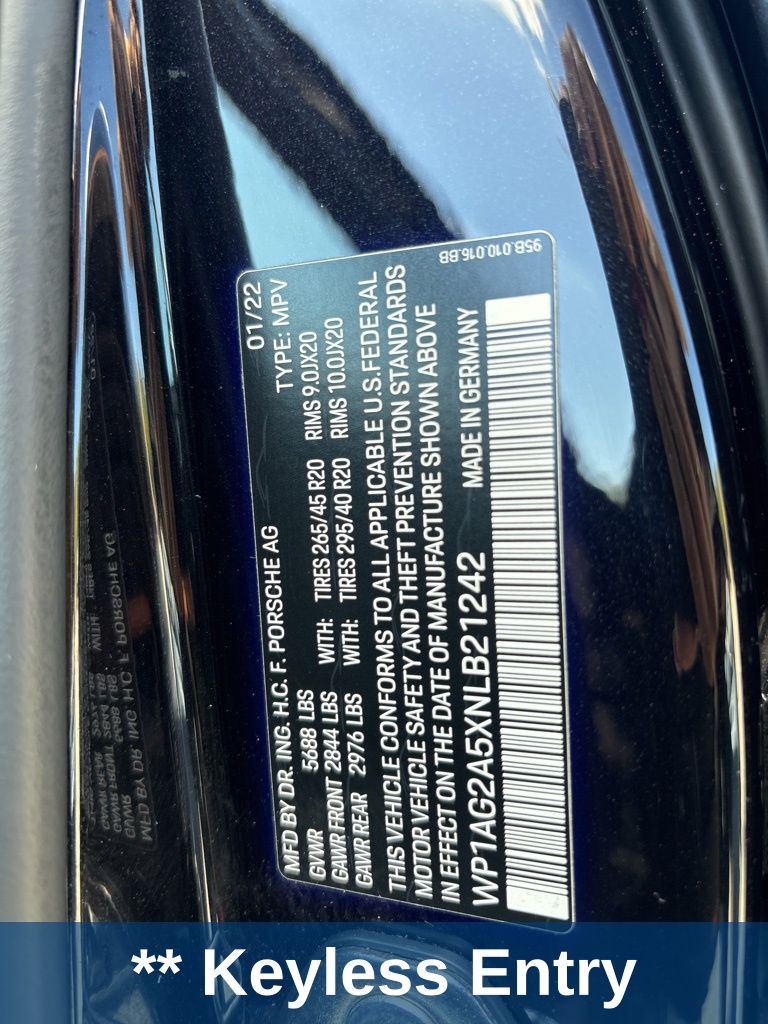 01/22
MFD BY DR. ING. H.C. F. PORSCHE AG TYPE: MPV
GVWR 5688 LBS
GAWR FRONT 2844 LBS WITH: TIRES 265/45 R20 RIMS 9.0JX20
GAWR REAR 2976 LBS WITH: TIRES 295/40 R20 RIMS 10.0JX20
THIS VEHICLE CONFORMS TO ALL APPLICABLE U.S. FEDERAL
MOTOR VEHICLE SAFETY AND THEFT PREVENTION STANDARDS
IN EFFECT ON THE DATE OF MANUFACTURE SHOWN ABOVE
WP1AG2A5XNLB21242 MADE IN GERMANY
95B.010.015.BB
** Keyless Entry